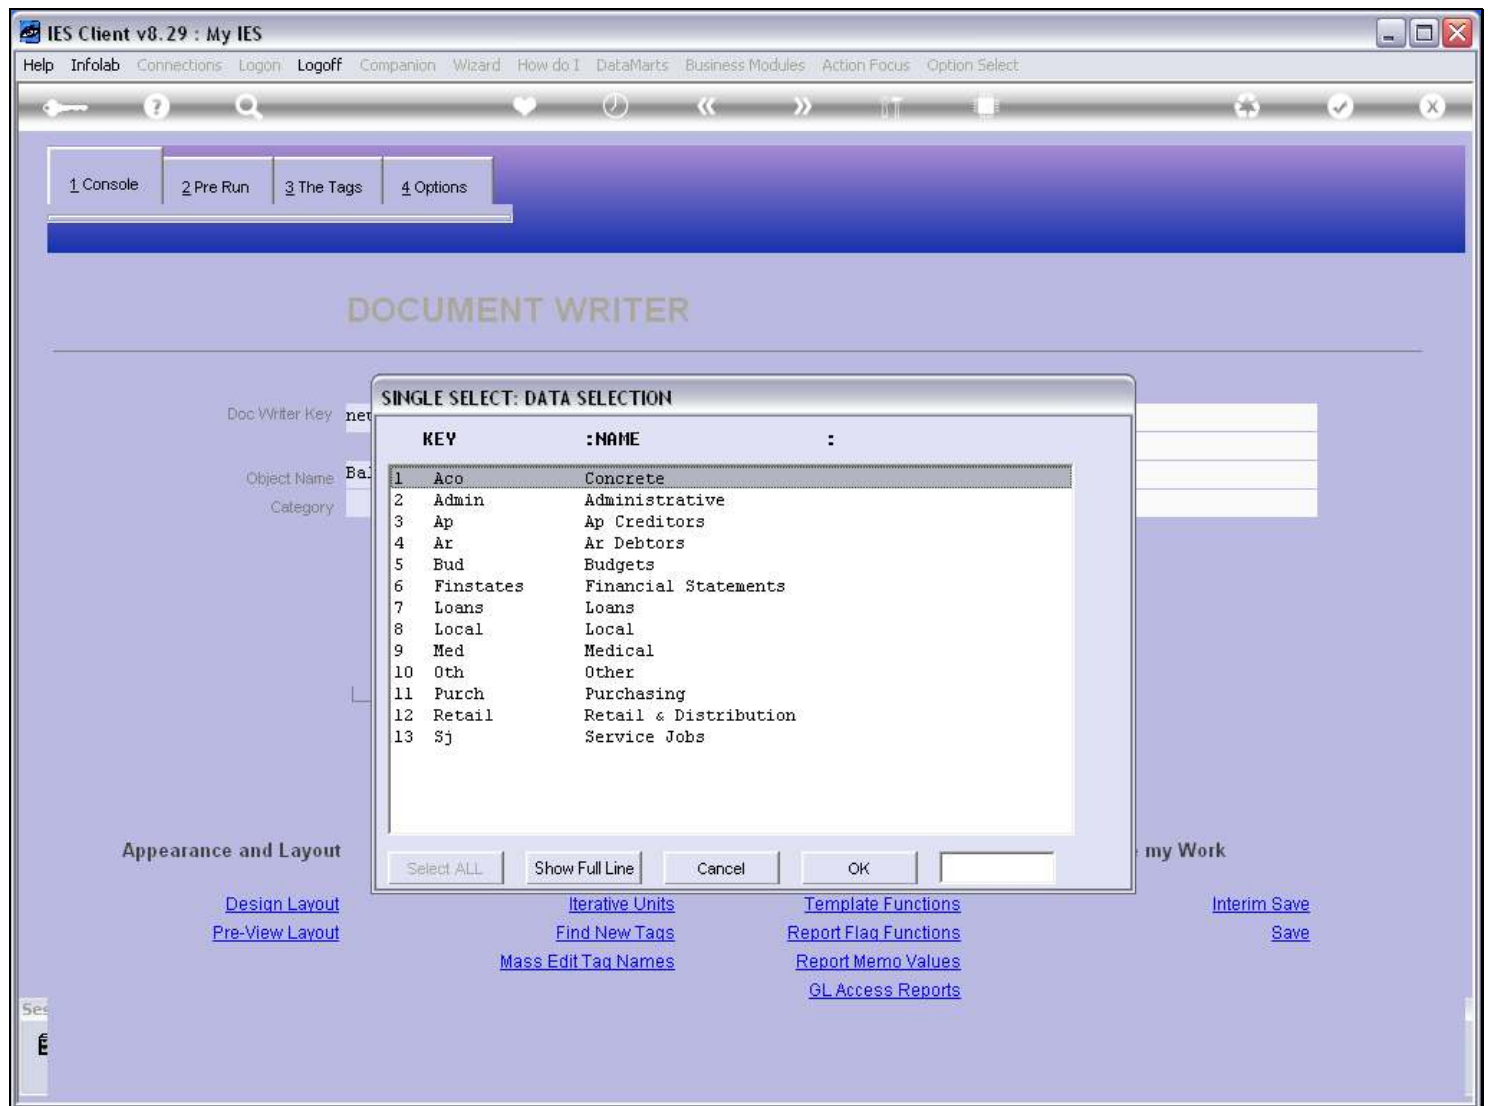 IES Client v8.29 : My IES
Help Infolab Connections Logon Logoff Companion Wizard How do I DataMarts Business Modules Action Focus Option Select
1 Console 2 Pre Run 3 The Tags 4 Options
DOCUMENT WRITER
SINGLE SELECT: DATA SELECTION
Doc Writer Key
KEY :NAME :
Object Name Bal
Category
1 Aco Concrete
2 Admin Administrative
3 Ap Ap Creditors
4 Ar Ar Debtors
5 Bud Budgets
6 Finstates Financial Statements
7 Loans Loans
8 Local Local
9 Med Medical
10 Oth Other
11 Purch Purchasing
12 Retail Retail & Distribution
13 Sj Service Jobs
Select ALL Show Full Line Cancel OK
Appearance and Layout my Work
Design Layout Iterative Units Template Functions Interim Save
Pre-View Layout Find New Tags Report Flag Functions Save
Mass Edit Tag Names Report Memo Values
GL Access Reports